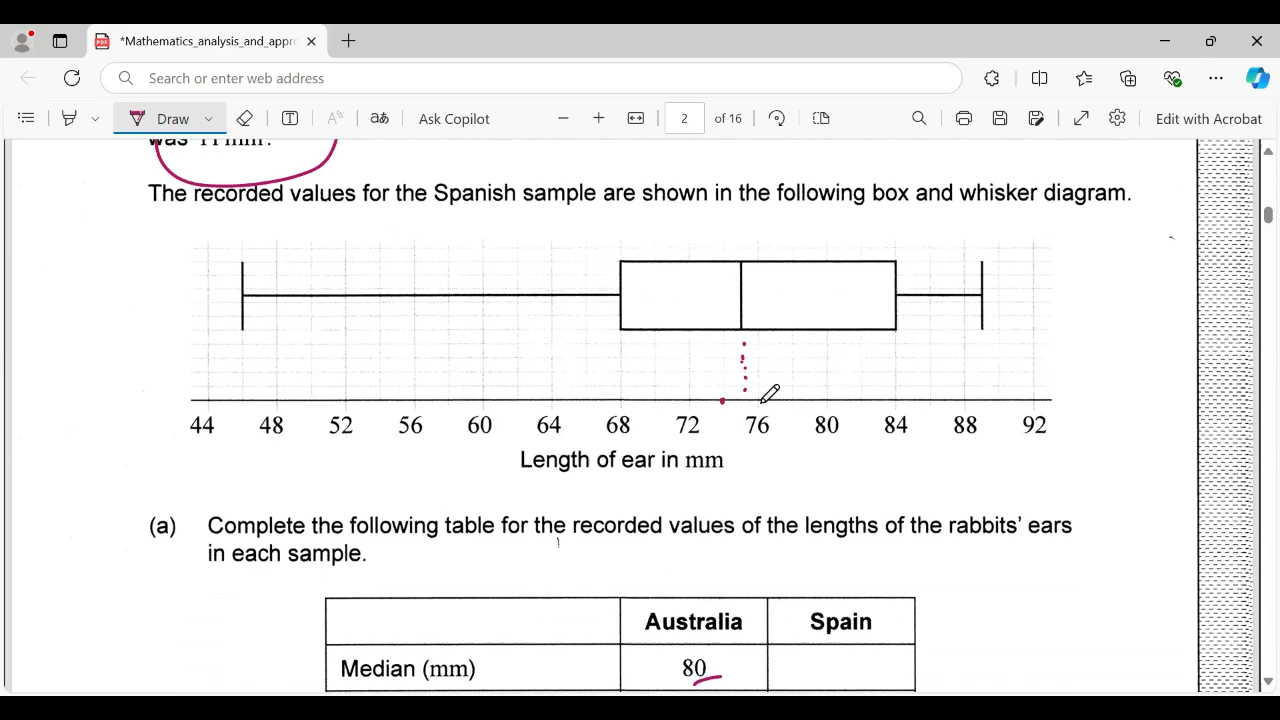 *Mathematics_analysis_and_appro
Search or enter web address
Draw
Ask Copilot
2 of 16
Edit with Acrobat
was 11 mm.
The recorded values for the Spanish sample are shown in the following box and whisker diagram.
44 48 52 56 60 64 68 72 76 80 84 88 92
Length of ear in mm
(a) Complete the following table for the recorded values of the lengths of the rabbits’ ears
in each sample.
Australia Spain
Median (mm) 80